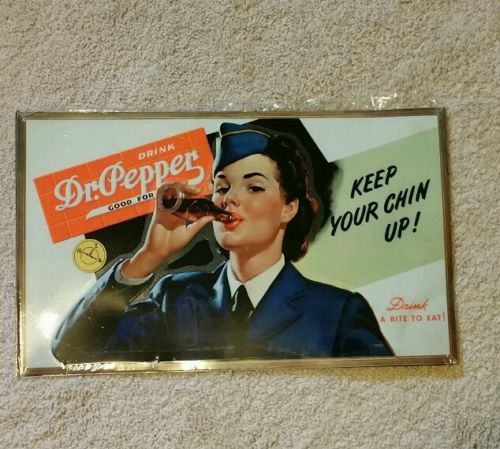 DRINK
Dr.Pepper
GOOD FOR
KEEP
YOUR CHIN
UP!
Drink
A BITE TO EAT!